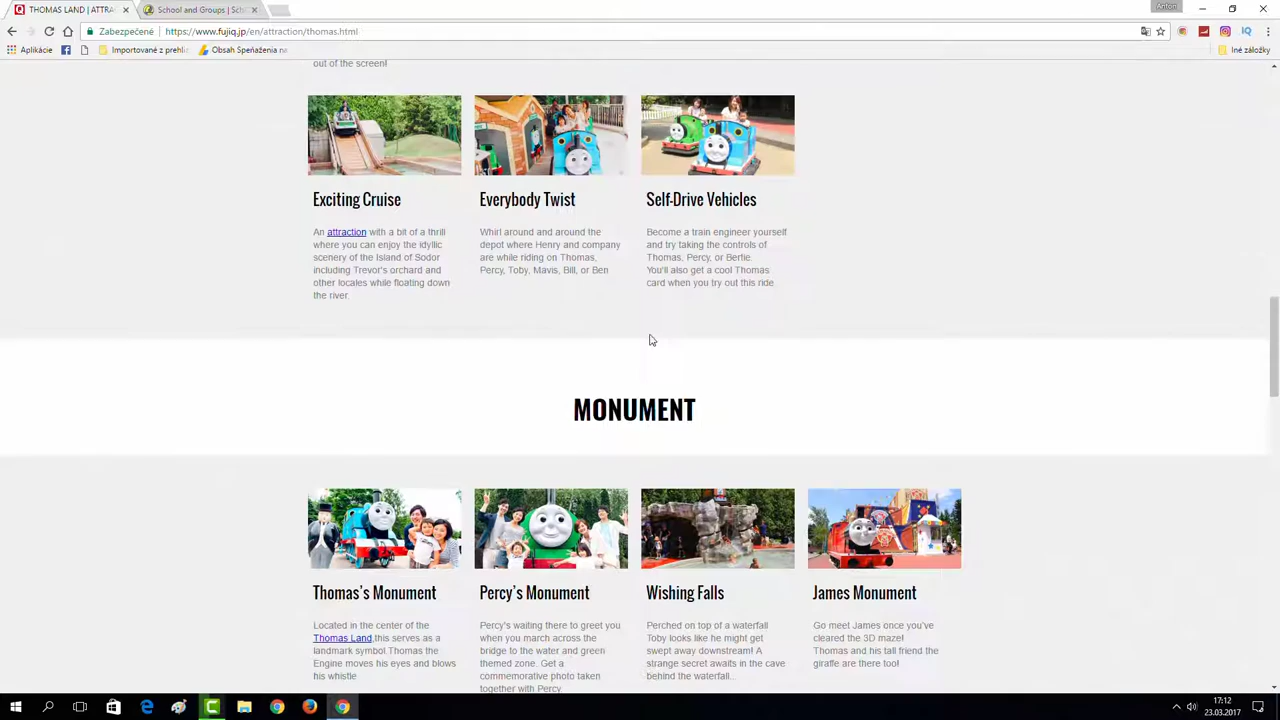 THOMAS LAND | ATTRA
School and Groups | Scho
Anton
Zabezpečené
https://www.fujiq.jp/en/attraction/thomas.html
Aplikácie
Importované z prehli
Obsah Speňaženia na
Iné záložky
out of the screen!
Exciting Cruise
Everybody Twist
Self-Drive Vehicles
An attraction with a bit of a thrill
where you can enjoy the idyllic
scenery of the Island of Sodor
including Trevor's orchard and
other locales while floating down
the river.
Whirl around and around the
depot where Henry and company
are while riding on Thomas,
Percy, Toby, Mavis, Bill, or Ben
Become a train engineer yourself
and try taking the controls of
Thomas, Percy, or Bertie.
You'll also get a cool Thomas
card when you try out this ride.
MONUMENT
Thomas's Monument
Percy's Monument
Wishing Falls
James Monument
Located in the center of the
Thomas Land,this serves as a
landmark symbol.Thomas the
Engine moves his eyes and blows
his whistle
Percy's waiting there to greet you
when you march across the
bridge to the water and green
themed zone. Get a
commemorative photo taken
together with Percy.
Perched on top of a waterfall
Toby looks like he might get
swept away downstream! A
strange secret awaits in the cave
behind the waterfall...
Go meet James once you've
cleared the 3D maze!
Thomas and his tall friend the
giraffe are there too!
17:12
23.03.2017